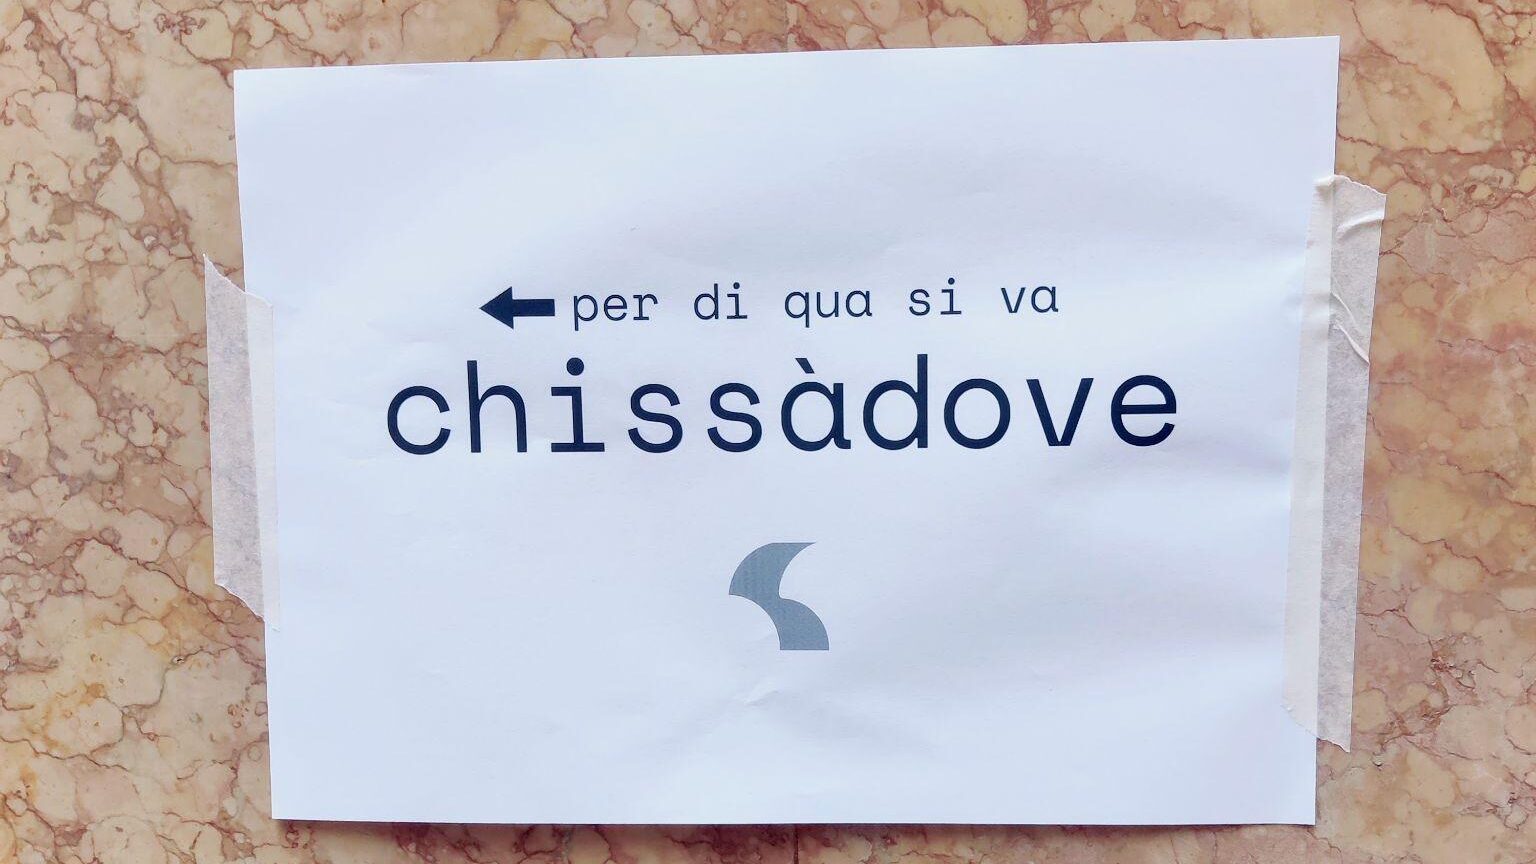 ← per di qua si va
chissàdove